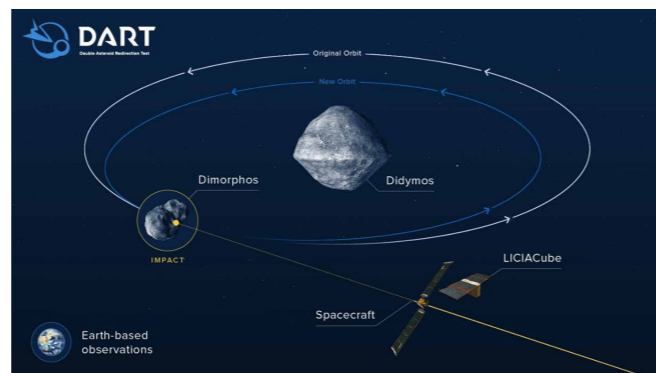 DART
Double Asteroid Redirection Test
Original Orbit
New Orbit
Dimorphos
Didymos
IMPACT
LICIACube
Spacecraft
Earth-based
observations